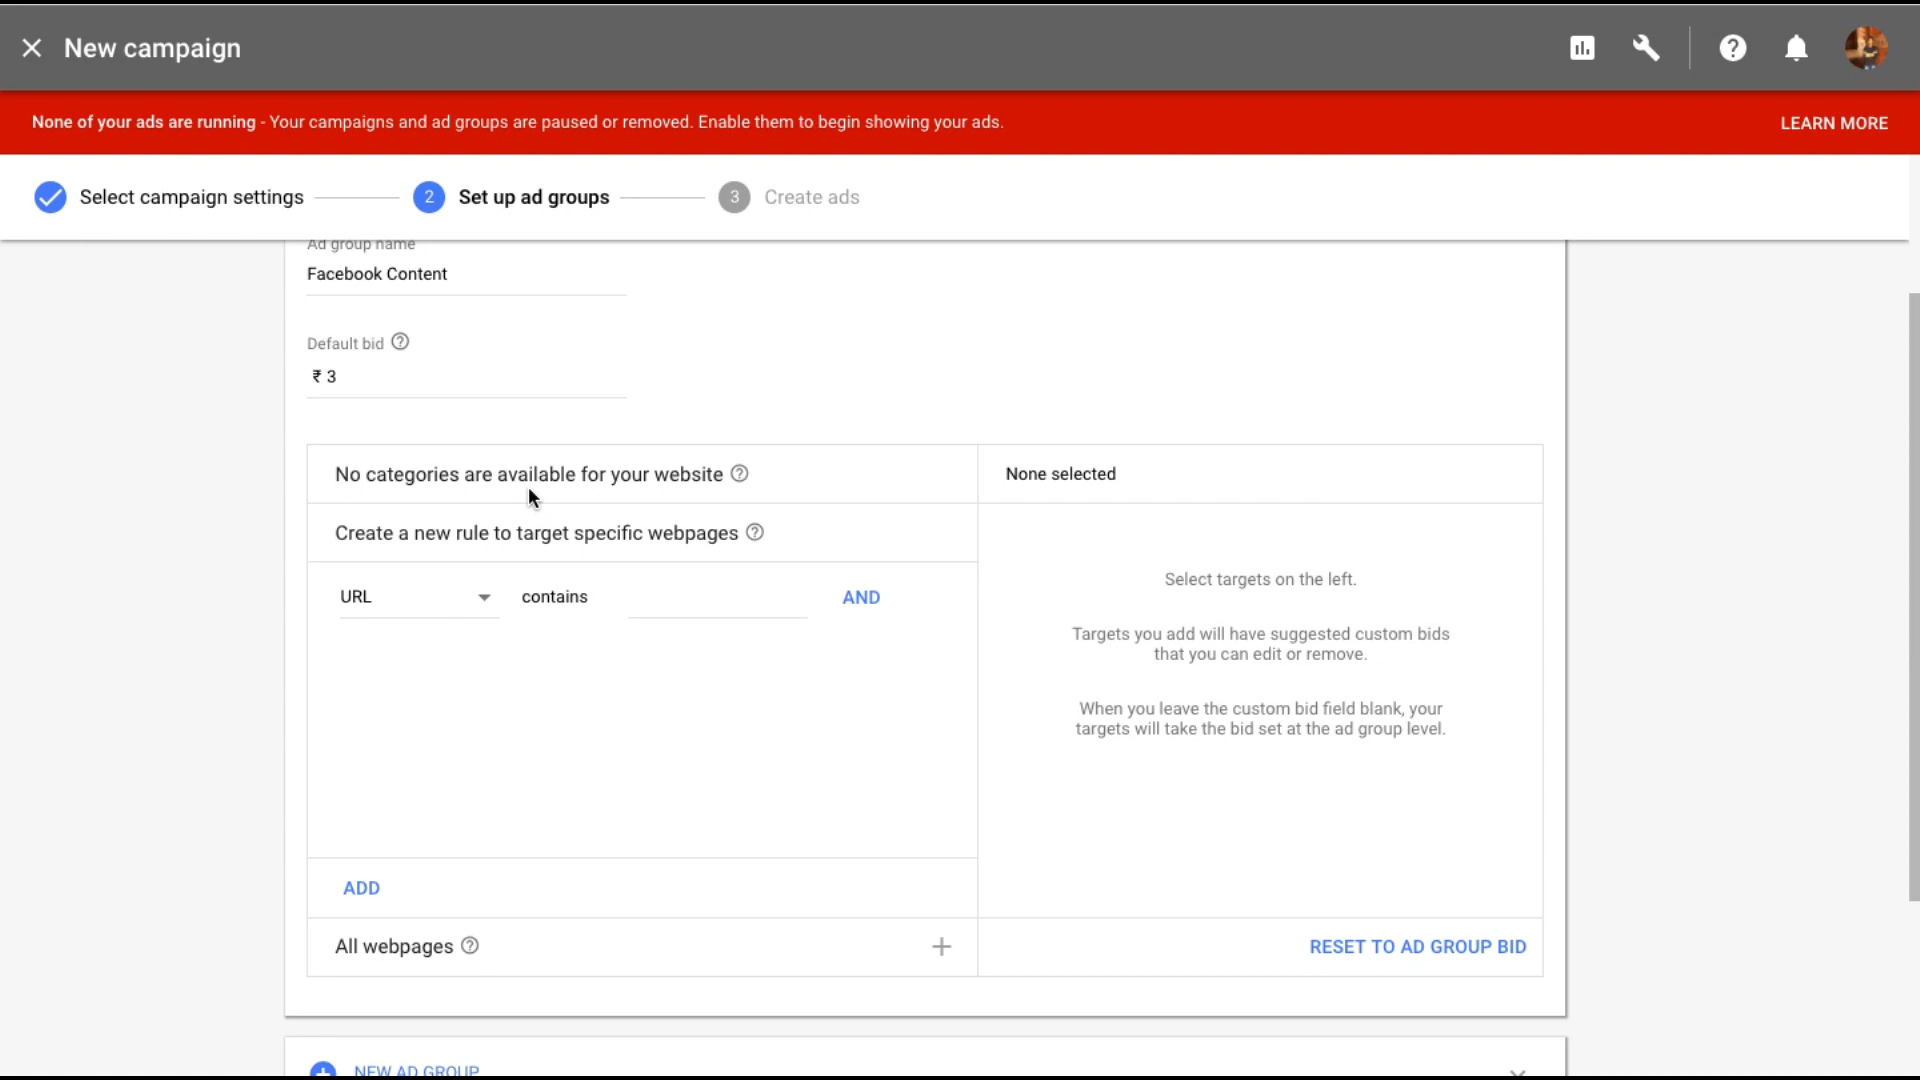 New campaign
None of your ads are running - Your campaigns and ad groups are paused or removed. Enable them to begin showing your ads.
LEARN MORE
Select campaign settings
2
Set up ad groups
3
Create ads
Ad group name
Facebook Content
Default bid
₹ 3
No categories are available for your website
None selected
Create a new rule to target specific webpages
URL
contains
AND
Select targets on the left.
Targets you add will have suggested custom bids
that you can edit or remove.
When you leave the custom bid field blank, your
targets will take the bid set at the ad group level.
ADD
All webpages
RESET TO AD GROUP BID
NEW AD GROUP